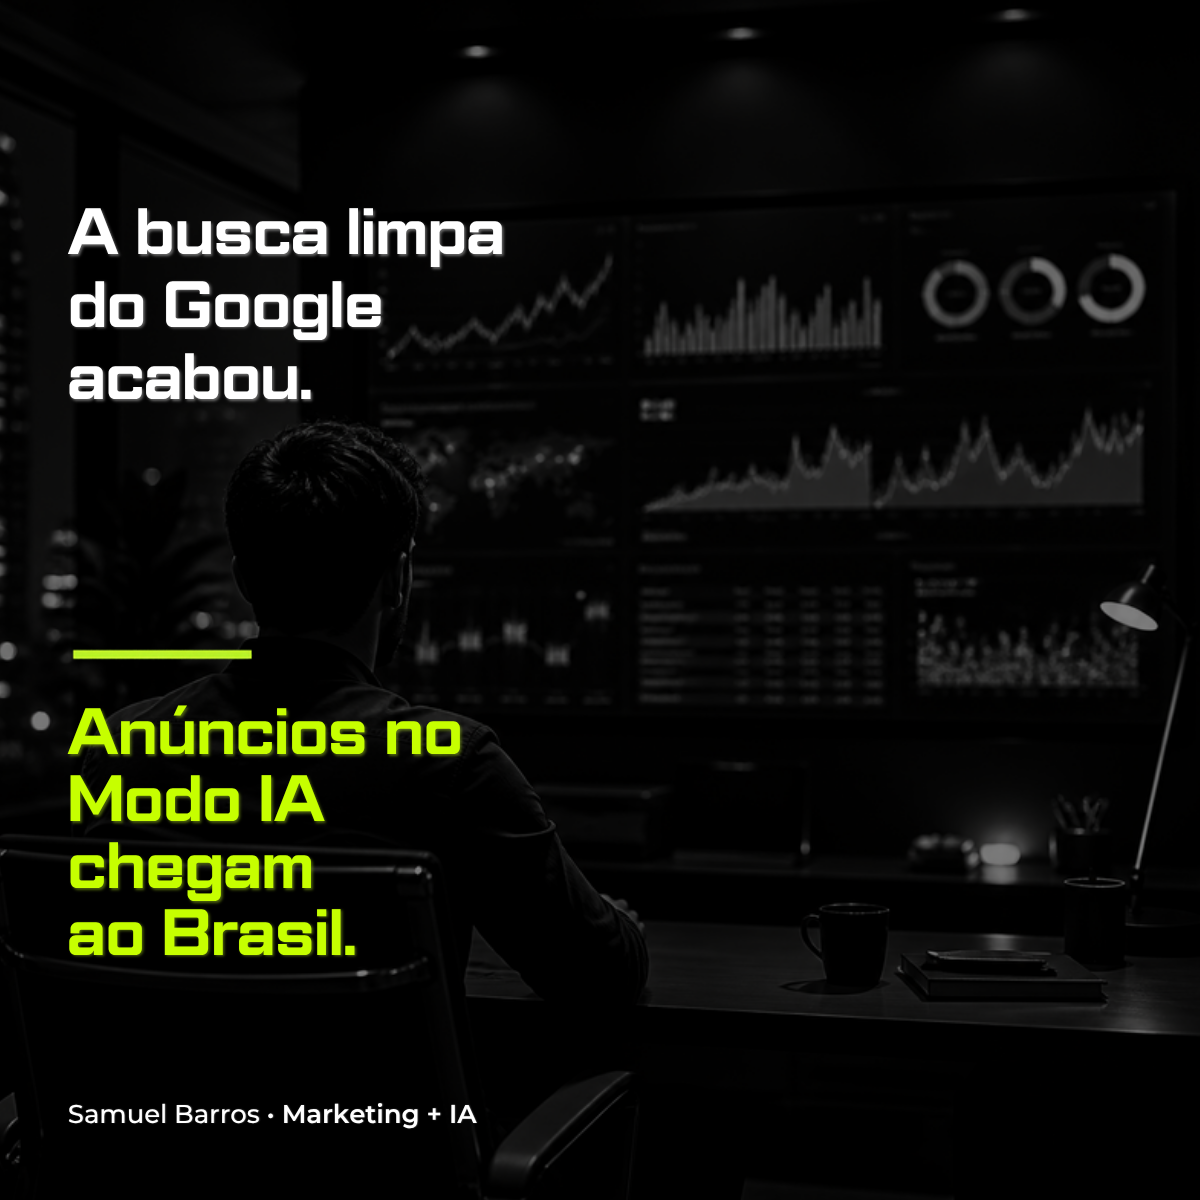 A busca limpa
do Google
acabou.
Anúncios no
Modo IA
chegam
ao Brasil.
Samuel Barros • Marketing + IA